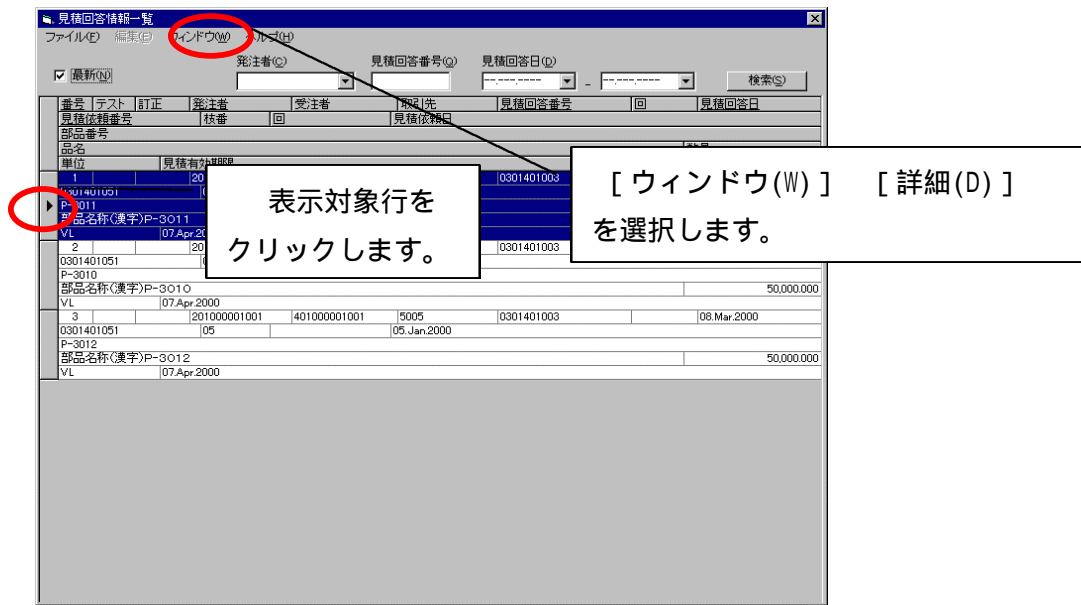 見積回答情報一覧
ファイル(F) 編集(E) ウィンドウ(W) ヘルプ(H)
発注者(C) 見積回答番号(Q) 見積回答日(D)
最新(N) --.---.---- - --.---.---- 検索(S)
番号 テスト 訂正 発注者 受注者 取引先 見積回答番号 回 見積回答日
見積依頼番号 枝番 回 見積依頼日
部品番号
品名 数量
単位 見積有効期限
1 20 0301401003
0301401051
P-3011
部品名称(漢字)P-3011
VL 07.Apr.20
表示対象行を
クリックします。
[ウィンドウ(W)] [詳細(D)]
を選択します。
2 20 0301401003
0301401051
P-3010
部品名称(漢字)P-3010 50,000.000
VL 07.Apr.2000
3 201000001001 401000001001 5005 0301401003 08.Mar.2000
0301401051 05 05.Jan.2000
P-3012
部品名称(漢字)P-3012 50,000.000
VL 07.Apr.2000